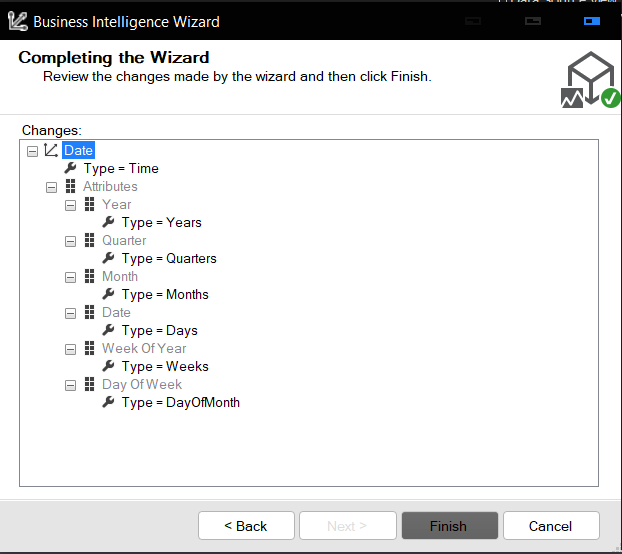 Business Intelligence Wizard
Completing the Wizard
Review the changes made by the wizard and then click Finish.
Changes:
Date
Type = Time
Attributes
Year
Type = Years
Quarter
Type = Quarters
Month
Type = Months
Date
Type = Days
Week Of Year
Type = Weeks
Day Of Week
Type = DayOfMonth
< Back
Next >
Finish
Cancel